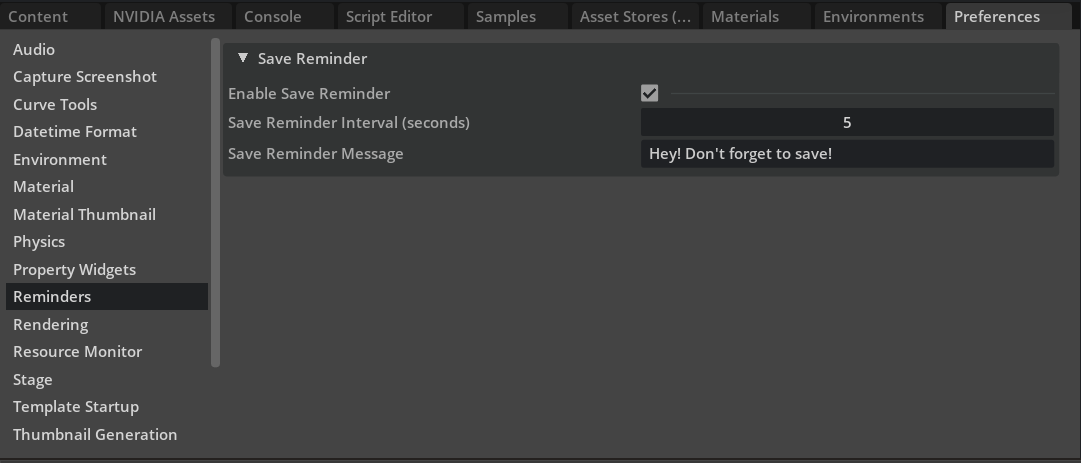 Content NVIDIA Assets Console Script Editor Samples Asset Stores (... Materials Environments Preferences
Audio
Capture Screenshot
Curve Tools
Datetime Format
Environment
Material
Material Thumbnail
Physics
Property Widgets
Reminders
Rendering
Resource Monitor
Stage
Template Startup
Thumbnail Generation
Save Reminder
Enable Save Reminder
Save Reminder Interval (seconds) 5
Save Reminder Message Hey! Don't forget to save!